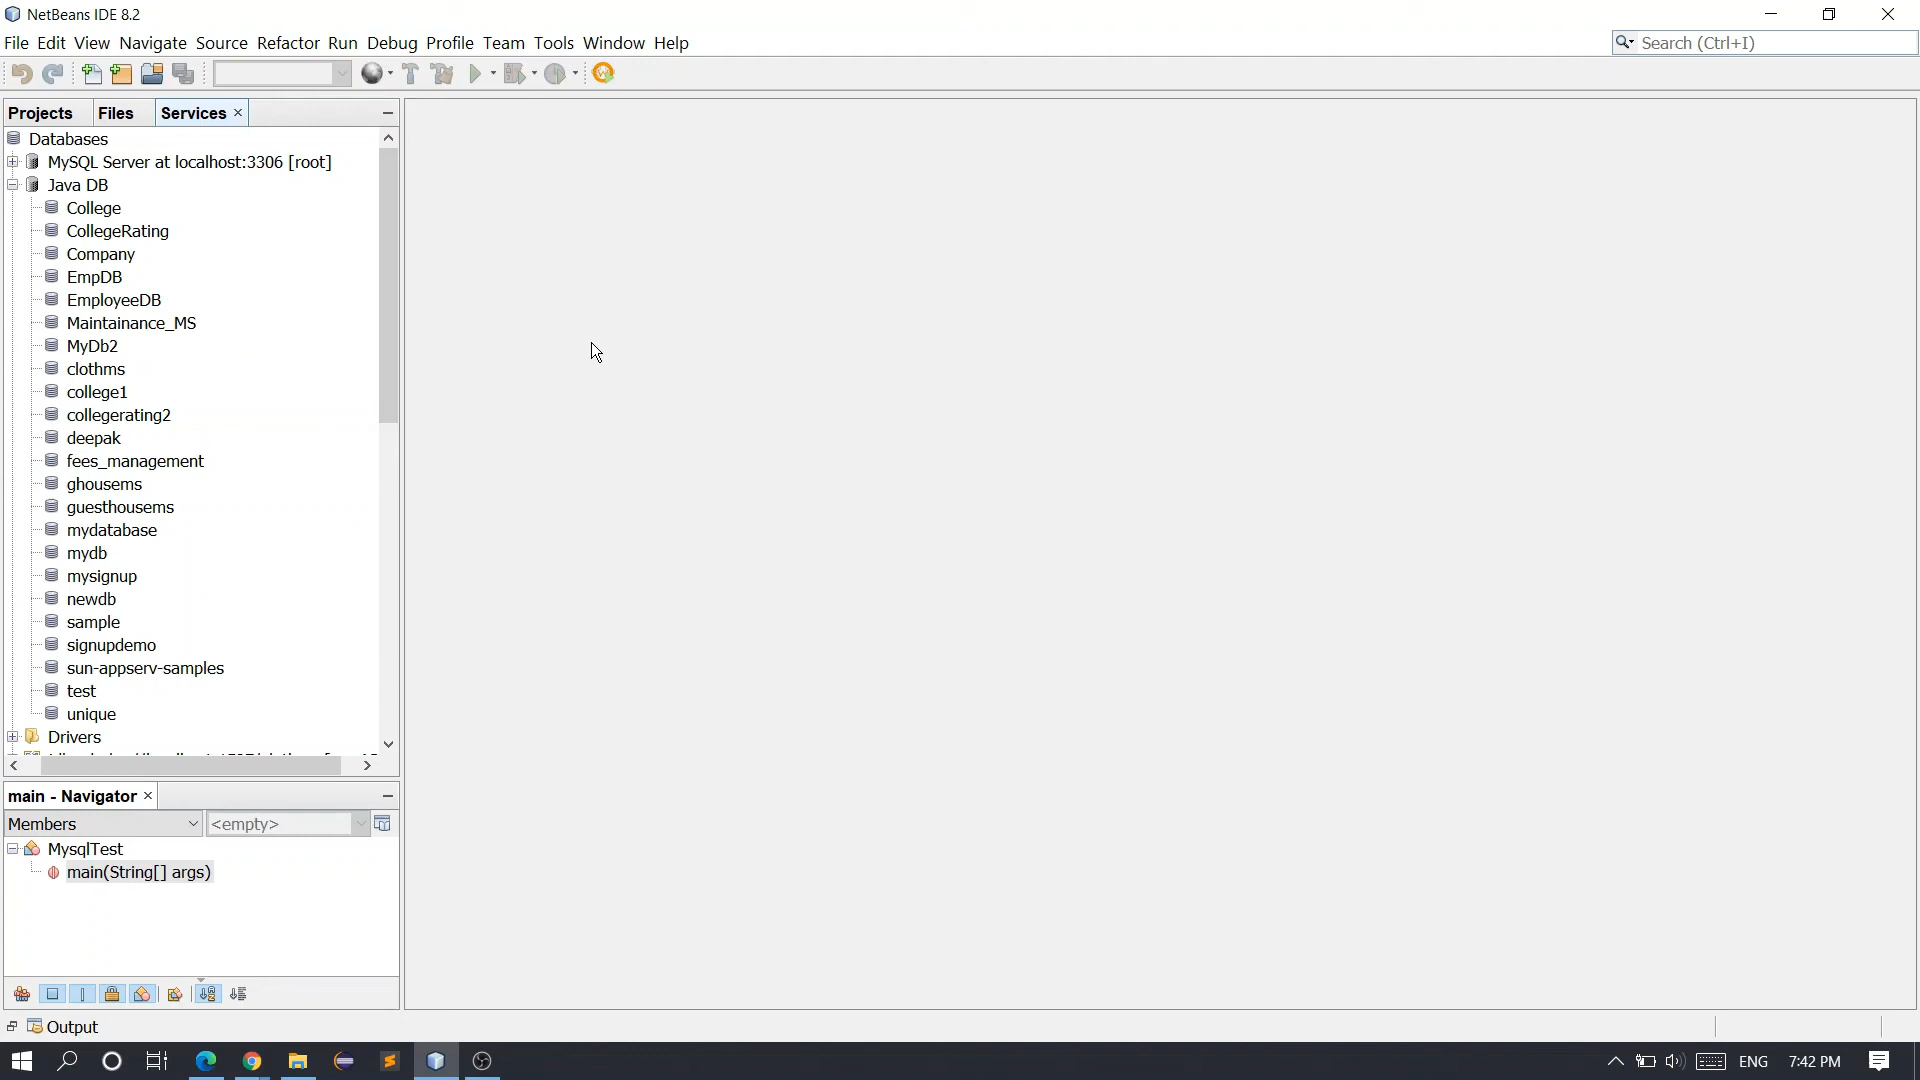 NetBeans IDE 8.2
File Edit View Navigate Source Refactor Run Debug Profile Team Tools Window Help
Search (Ctrl+I)
Projects Files Services
Databases
MySQL Server at localhost:3306 [root]
Java DB
College
CollegeRating
Company
EmpDB
EmployeeDB
Maintainance_MS
MyDb2
clothms
college1
collegerating2
deepak
fees_management
ghousems
guesthousems
mydatabase
mydb
mysignup
newdb
sample
signupdemo
sun-appserv-samples
test
unique
Drivers
main - Navigator
Members <empty>
MysqlTest
main(String[] args)
Output
ENG 7:42 PM